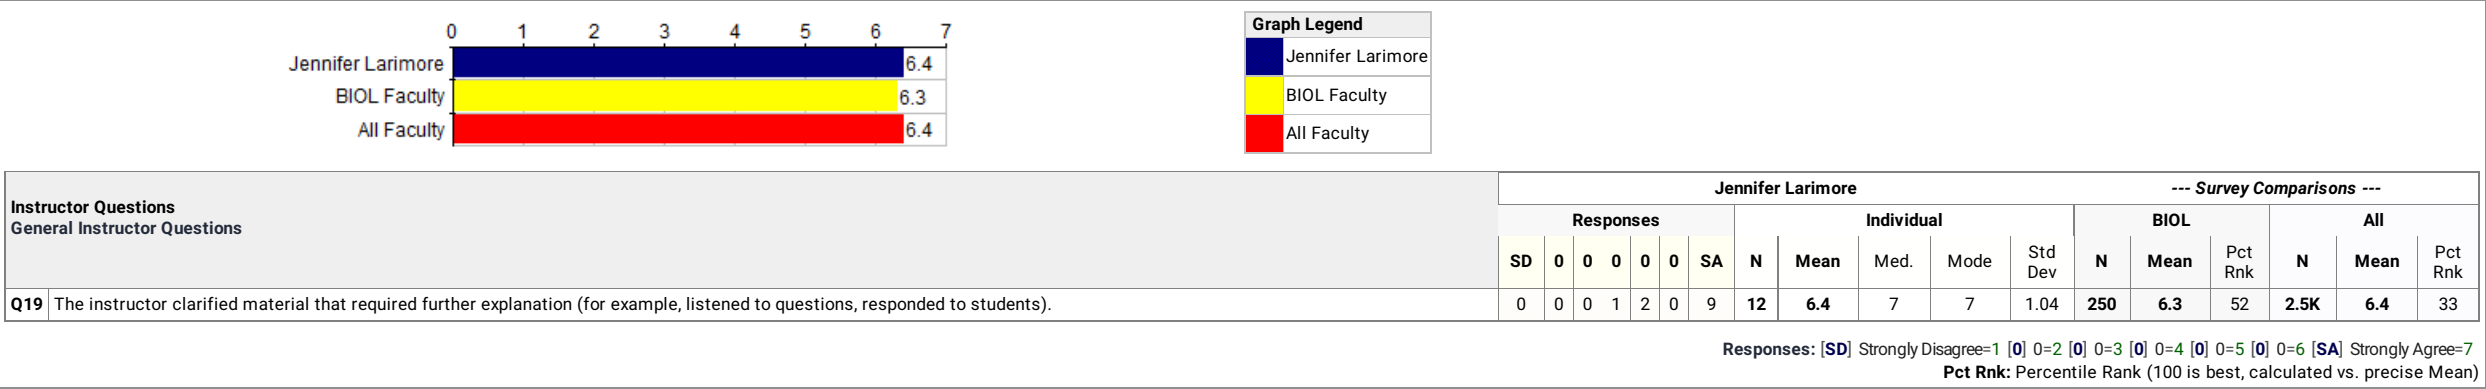 0 1 2 3 4 5 6 7
Jennifer Larimore 6.4
BIOL Faculty 6.3
All Faculty 6.4
Graph Legend
Jennifer Larimore
BIOL Faculty
All Faculty
Instructor Questions
General Instructor Questions
Jennifer Larimore --- Survey Comparisons ---
Responses Individual BIOL All
SD 0 0 0 0 0 SA N Mean Med. Mode Std Dev N Mean Pct Rnk N Mean Pct Rnk
Q19 The instructor clarified material that required further explanation (for example, listened to questions, responded to students). 0 0 0 1 2 0 9 12 6.4 7 7 1.04 250 6.3 52 2.5K 6.4 33
Responses: [SD] Strongly Disagree=1 [0] 0=2 [0] 0=3 [0] 0=4 [0] 0=5 [0] 0=6 [SA] Strongly Agree=7
Pct Rnk: Percentile Rank (100 is best, calculated vs. precise Mean)